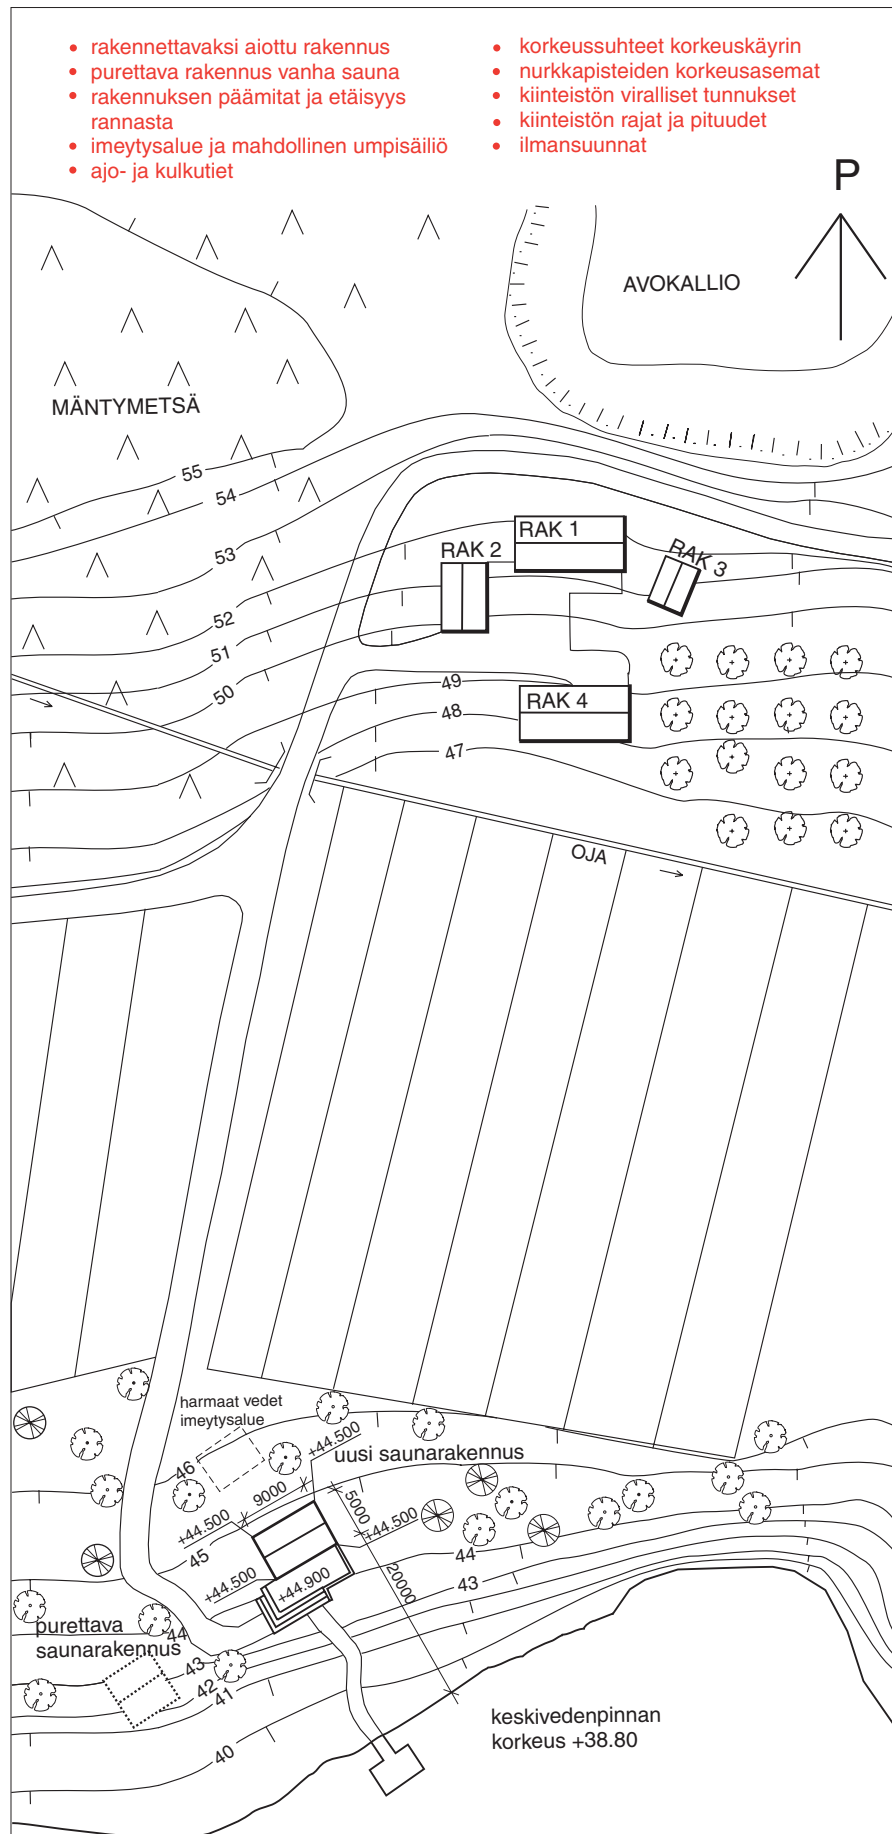 • rakennettavaksi aiottu rakennus
• purettava rakennus vanha sauna
• rakennuksen päämitat ja etäisyys
rannasta
• imeytysalue ja mahdollinen umpisäiliö
• ajo- ja kulkutiet
• korkeussuhteet korkeuskäyrin
• nurkkapisteiden korkeusasemat
• kiinteistön viralliset tunnukset
• kiinteistön rajat ja pituudet
• ilmansuunnat
P
AVOKALLIO
MÄNTYMETSÄ
55
54
53
52
51
50
RAK 1
RAK 2
RAK 3
49
48
47
RAK 4
OJA
harmaat vedet
imeytysalue
46
+44.500
uusi saunarakennus
9000
5000
+44.500
+44.500
45
44
+44.500
+44.900
43
20000
purettava
saunarakennus
44
43
42
41
40
keskivedenpinnan
korkeus +38.80